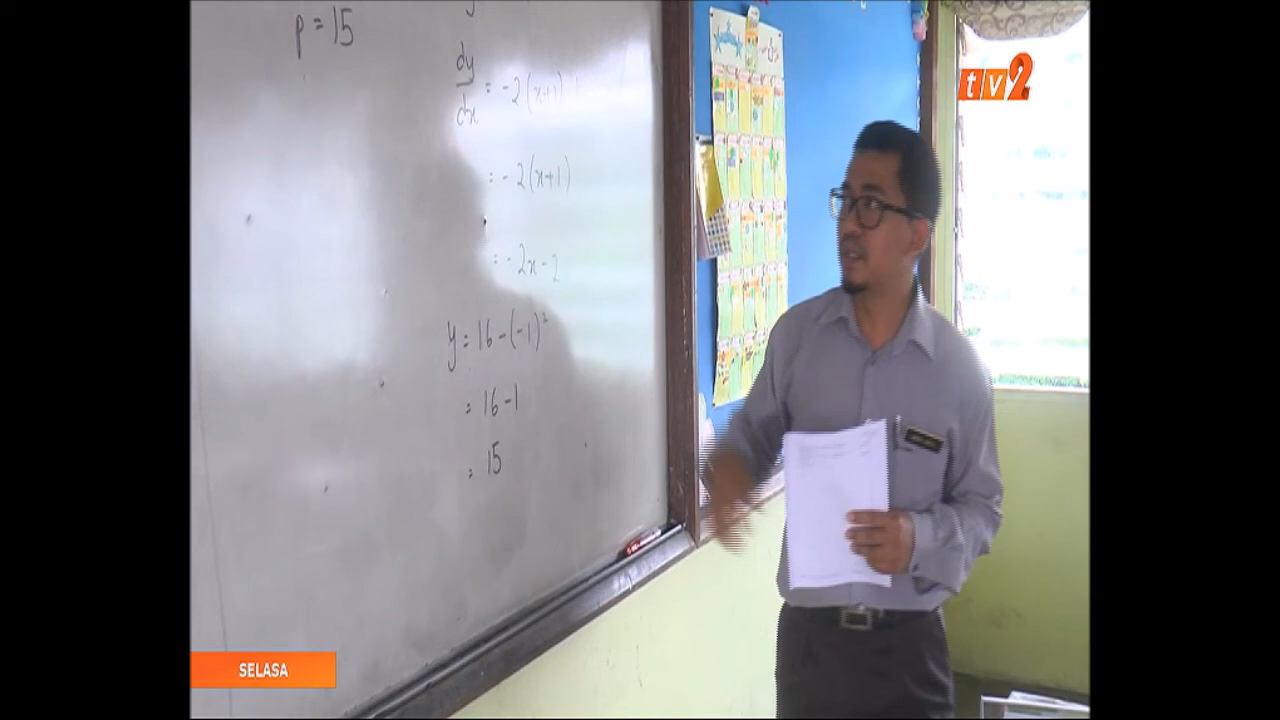 p = 15
dy/dx = -2(x+1)
= -2(x+1)
= -2x-2
y = 16-(-1)²
= 16-1
= 15
tv2
SELASA